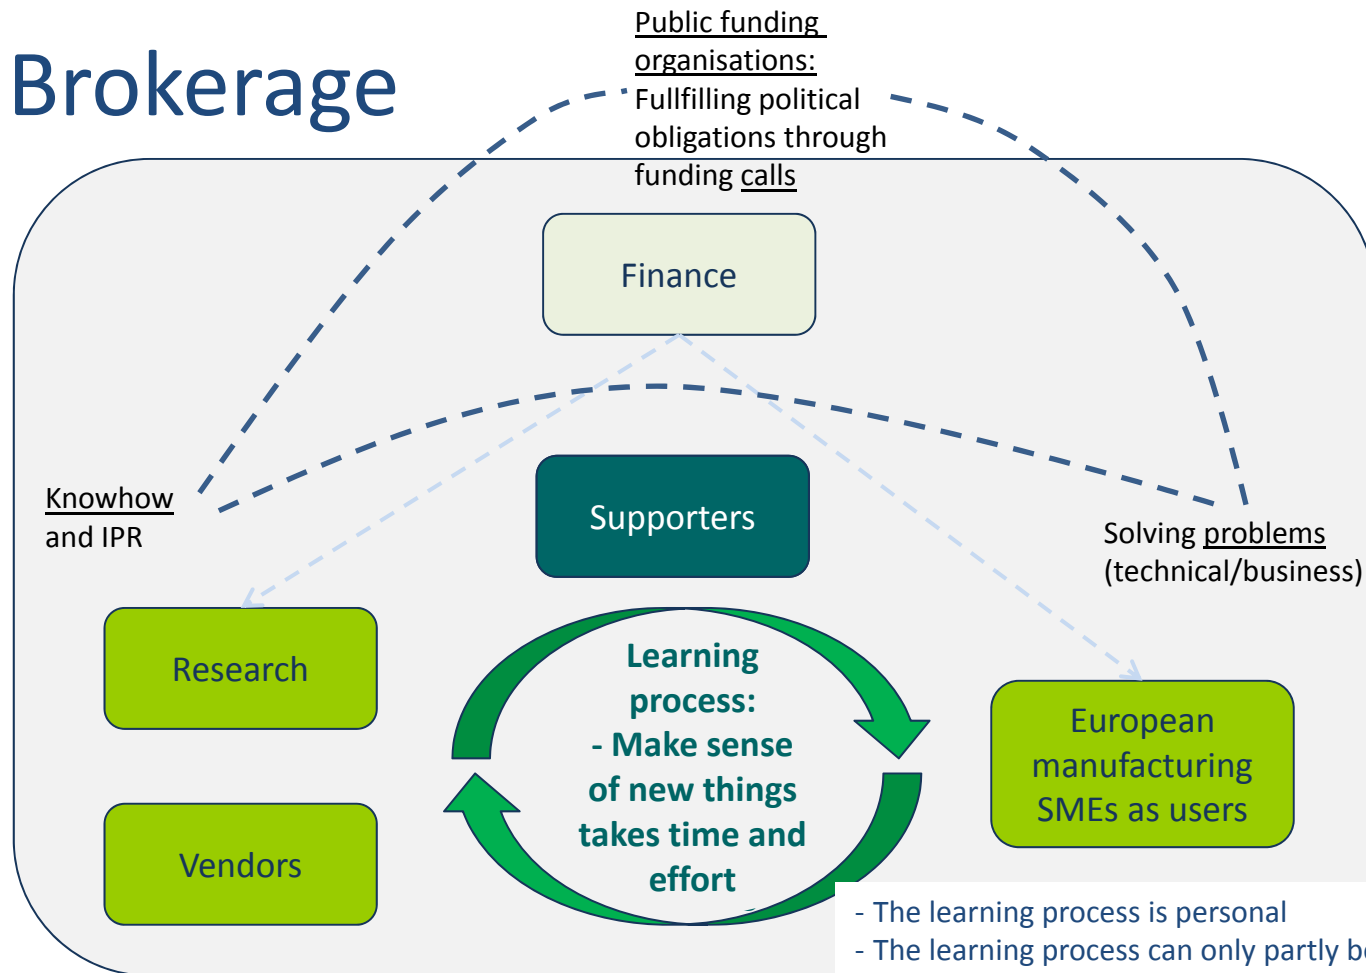 Brokerage
Public funding
organisations:
Fullfilling political
obligations through
funding calls
Finance
Knowhow
and IPR
Supporters
Solving problems
(technical/business)
Research
Vendors
Learning
process:
- Make sense
of new things
takes time and
effort
European
manufacturing
SMEs as users
- The learning process is personal
- The learning process can only partly be